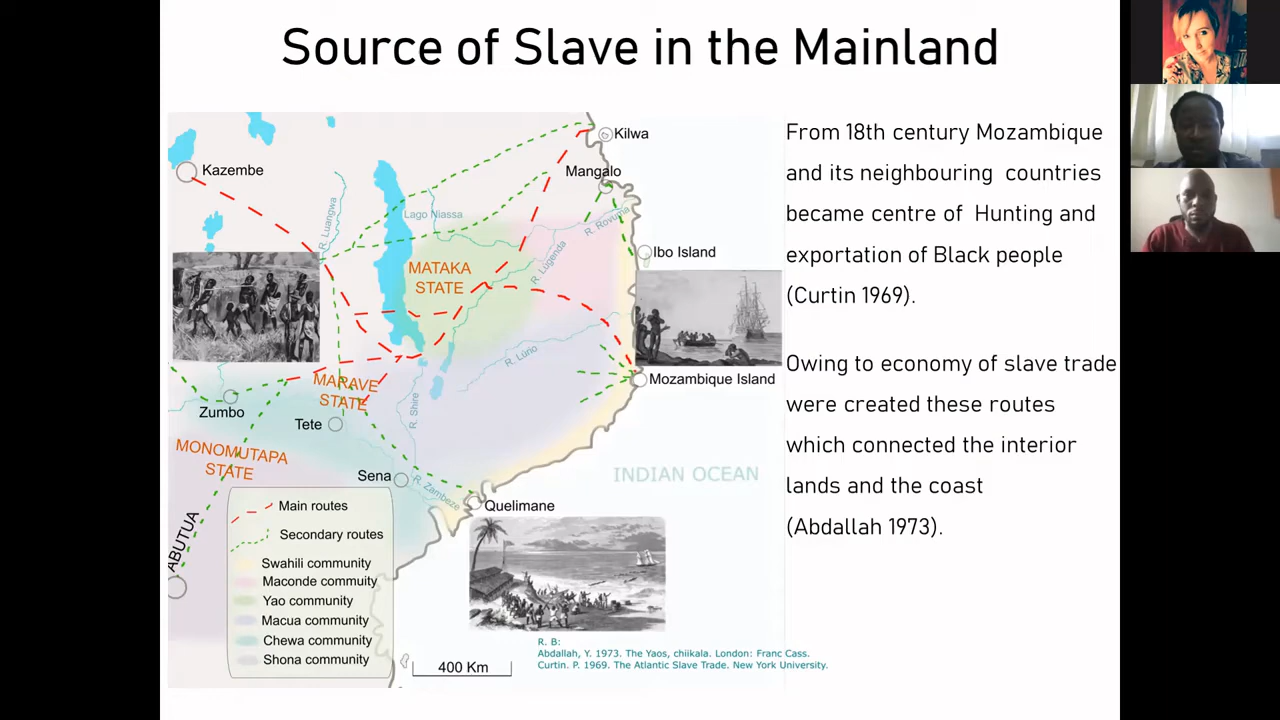 Source of Slave in the Mainland
Kilwa
Kazembe
Mangalo
R. Luangwa
Lago Niassa
R. Rovuma
Ibo Island
R. Lugenda
MATAKA
STATE
R. Lurio
Mozambique Island
MARAVE
STATE
Zumbo
R. Shire
Tete
MONOMUTAPA
STATE
Sena
R. Zambeze
INDIAN OCEAN
Quelimane
ABUTUA
Main routes
Secondary routes
Swahili community
Maconde commuity
Yao community
Macua community
Chewa community
Shona community
400 Km
R. B:
Abdallah, Y. 1973. The Yaos, chiikala. London: Franc Cass.
Curtin. P. 1969. The Atlantic Slave Trade. New York University.
From 18th century Mozambique
and its neighbouring countries
became centre of Hunting and
exportation of Black people
(Curtin 1969).
Owing to economy of slave trade
were created these routes
which connected the interior
lands and the coast
(Abdallah 1973).